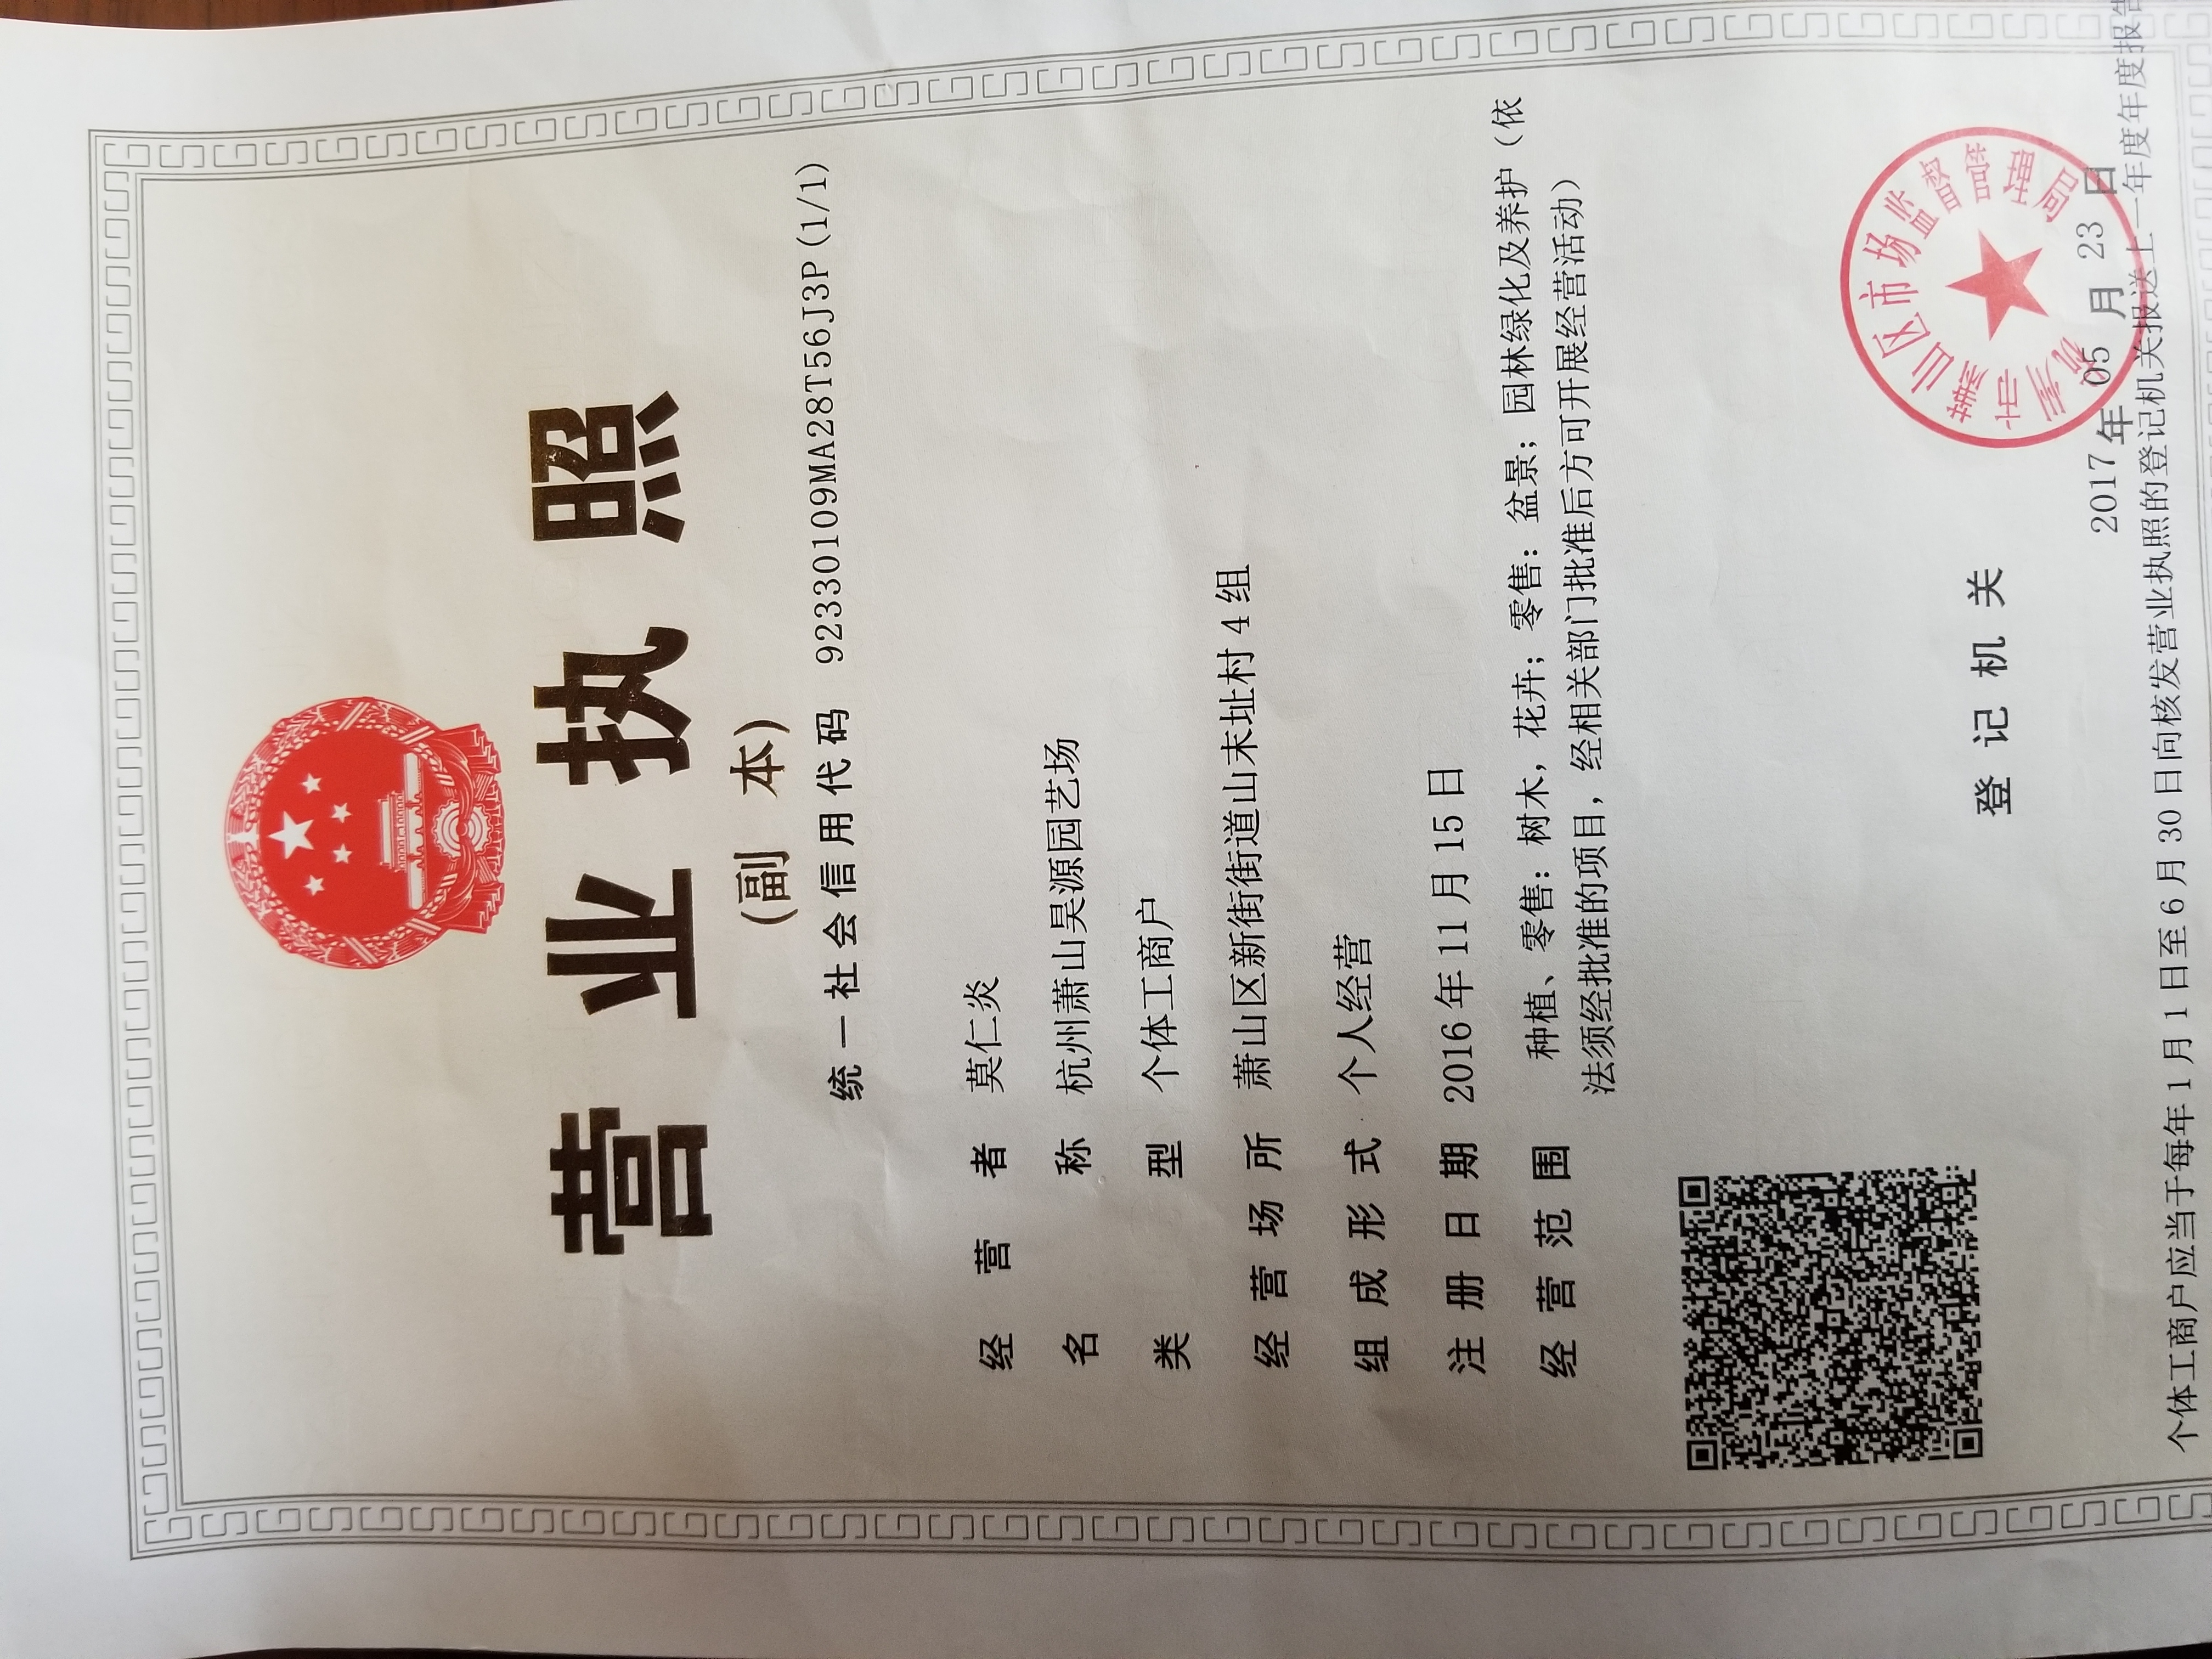 营业执照
(副 本)
统一社会信用代码 92330109MA28T56J3P(1/1)
经营者 莫仁炎
名称 杭州萧山昊源园艺场
类型 个体工商户
经营场所 萧山区新街街道山末址村4组
组成形式 个人经营
注册日期 2016年11月15日
经营范围 种植、零售：树木，花卉；零售：盆景；园林绿化及养护（依
法须经批准的项目，经相关部门批准后方可开展经营活动）
登记机关
杭州市萧山区市场监督管理局
2017年 05月 23日
个体工商户应当于每年1月1日至6月30日向核发营业执照的登记机关报送上一年度年度报告